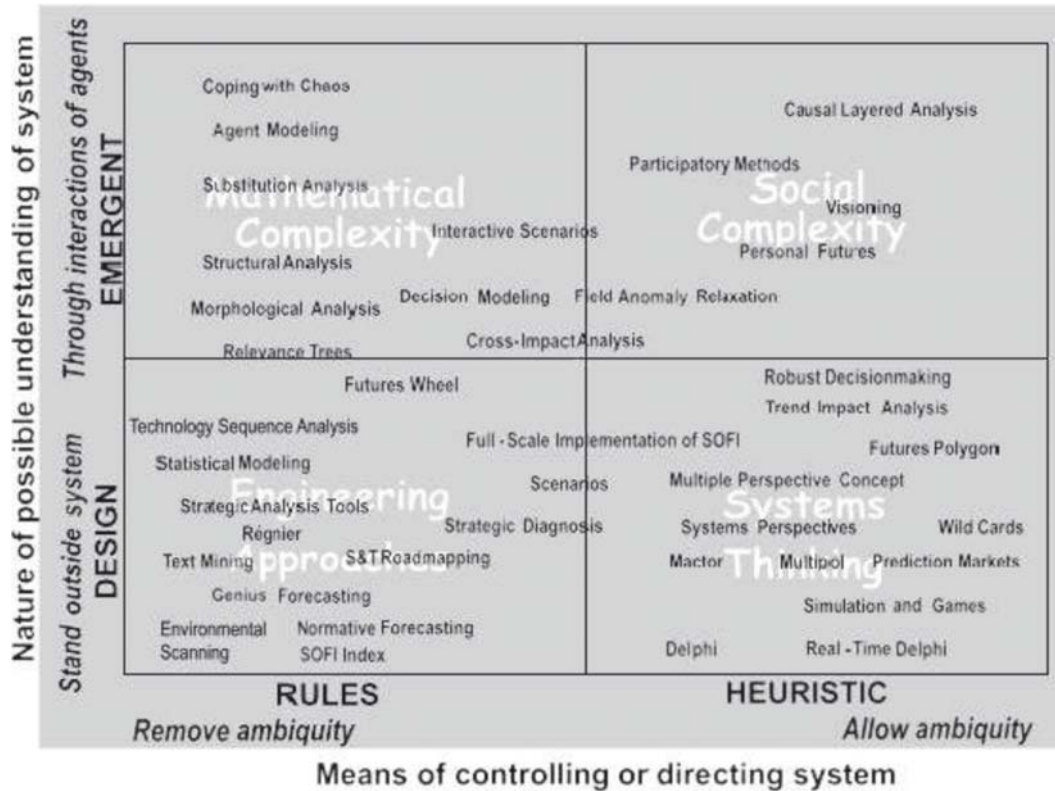 Nature of possible understanding of system
Through interactions of agents
EMERGENT
Stand outside system
DESIGN
Coping with Chaos
Agent Modeling
Substitution Analysis
Mathematical
Complexity
Interactive Scenarios
Structural Analysis
Decision Modeling
Morphological Analysis
Cross-Impact Analysis
Relevance Trees
Causal Layered Analysis
Participatory Methods
Social
Complexity
Visioning
Personal Futures
Field Anomaly Relaxation
Futures Wheel
Technology Sequence Analysis
Full-Scale Implementation of SOFI
Statistical Modeling
Scenarios
Engineering
Approaches
Strategic Analysis Tools
Strategic Diagnosis
Régnier
Text Mining
S&T Roadmapping
Genius Forecasting
Environmental
Scanning
Normative Forecasting
SOFI Index
Robust Decisionmaking
Trend Impact Analysis
Futures Polygon
Multiple Perspective Concept
Systems
Thinking
Systems Perspectives
Wild Cards
Mactor
Multipol
Prediction Markets
Simulation and Games
Delphi
Real-Time Delphi
RULES
HEURISTIC
Remove ambiquity
Allow ambiquity
Means of controlling or directing system